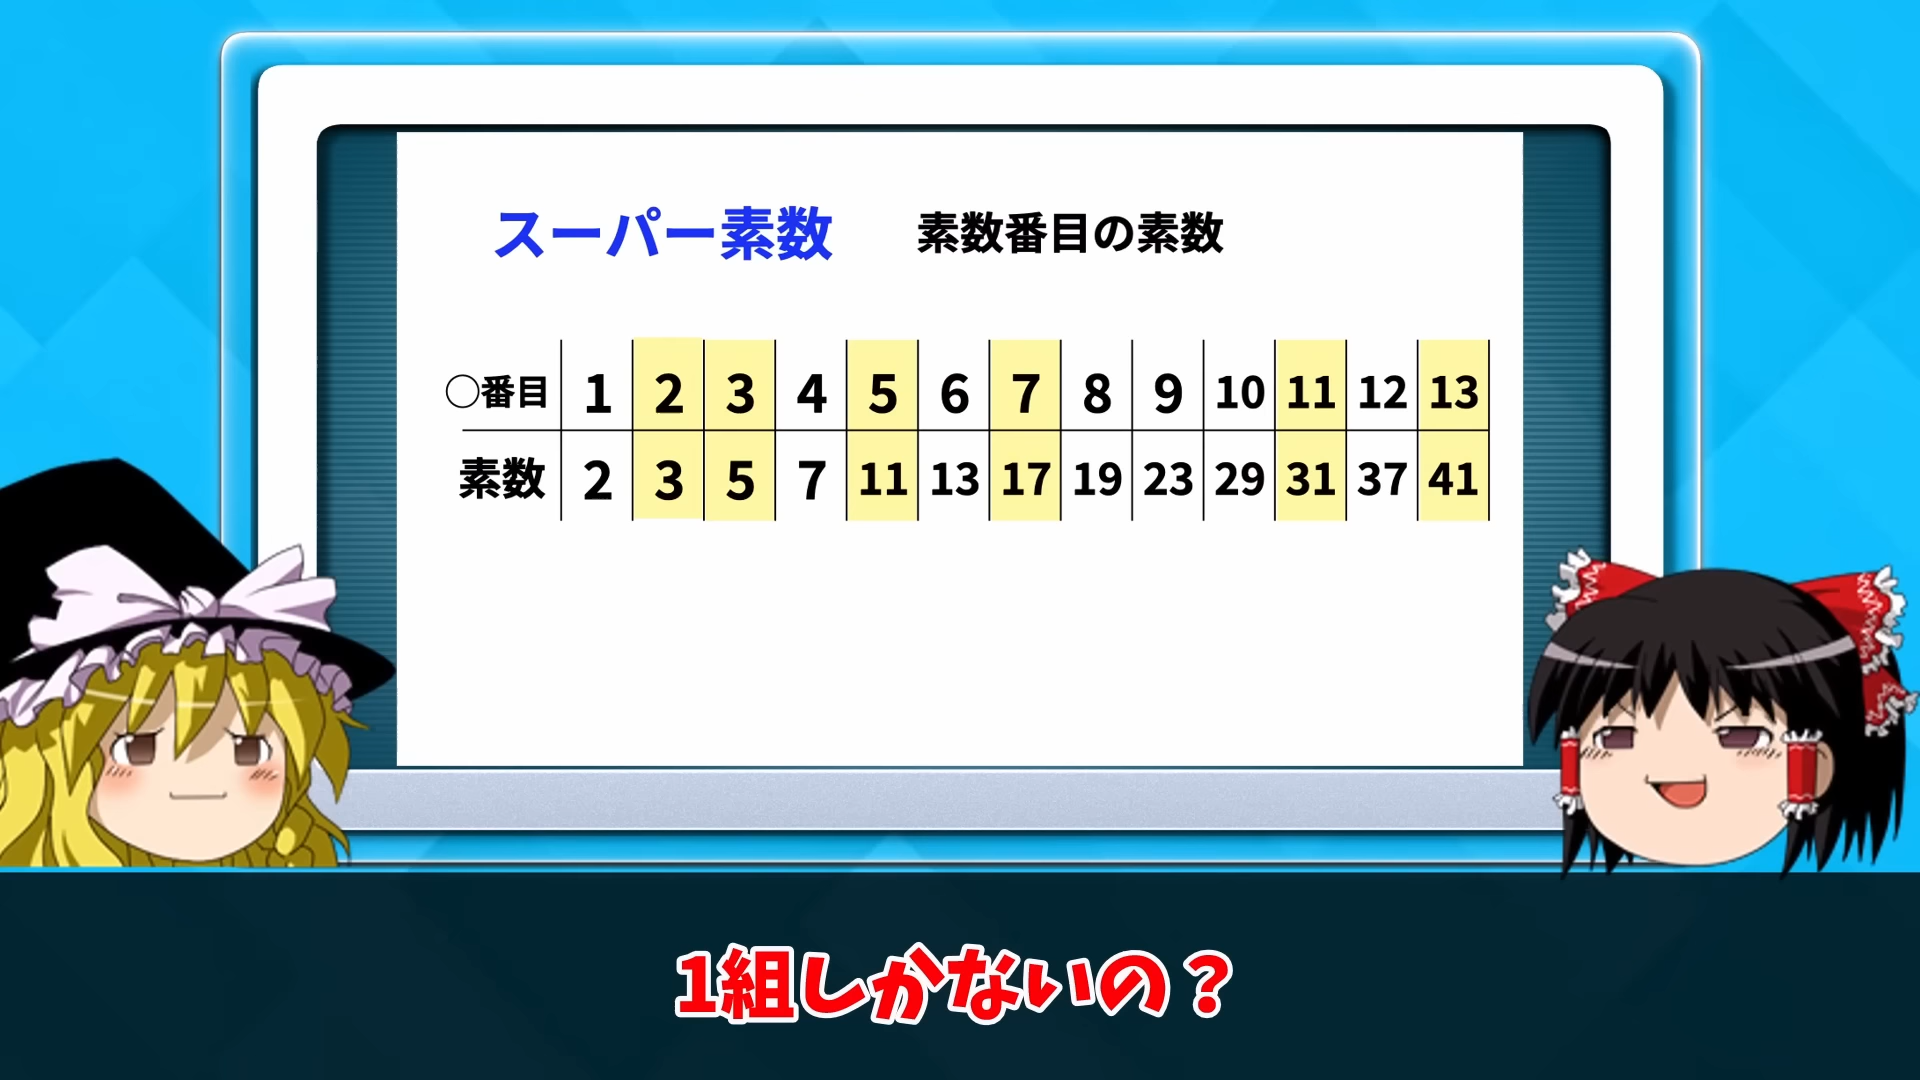 スーパー素数 素数番目の素数
〇番目 1 2 3 4 5 6 7 8 9 10 11 12 13
素数 2 3 5 7 11 13 17 19 23 29 31 37 41
1組しかないの？